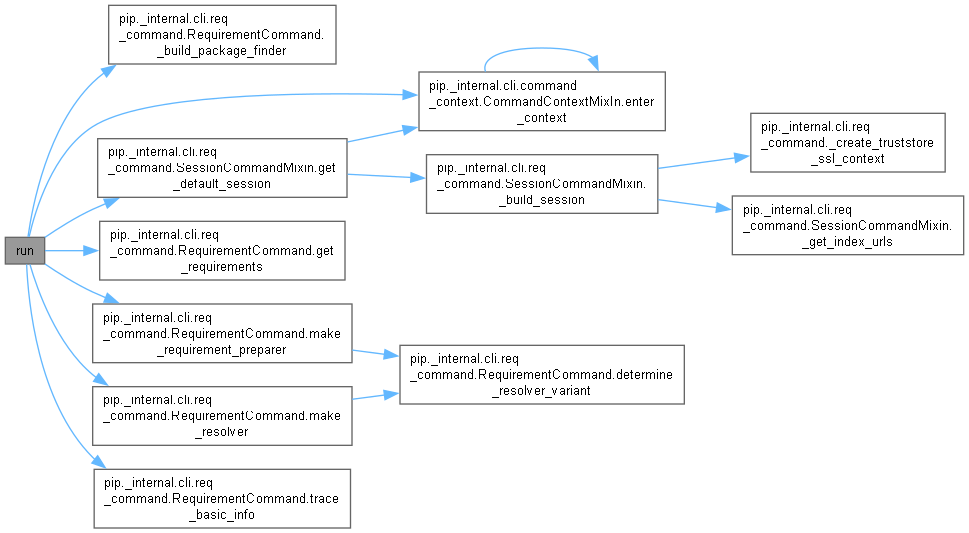 pip._internal.cli.req
_command.RequirementCommand.
_build_package_finder
pip._internal.cli.command
_context.CommandContextMixIn.enter
_context
pip._internal.cli.req
_command._create_truststore
_ssl_context
pip._internal.cli.req
_command.SessionCommandMixin.get
_default_session
pip._internal.cli.req
_command.SessionCommandMixin.
_build_session
pip._internal.cli.req
_command.SessionCommandMixin.
_get_index_urls
run
pip._internal.cli.req
_command.RequirementCommand.get
_requirements
pip._internal.cli.req
_command.RequirementCommand.make
_requirement_preparer
pip._internal.cli.req
_command.RequirementCommand.determine
_resolver_variant
pip._internal.cli.req
_command.RequirementCommand.make
_resolver
pip._internal.cli.req
_command.RequirementCommand.trace
_basic_info